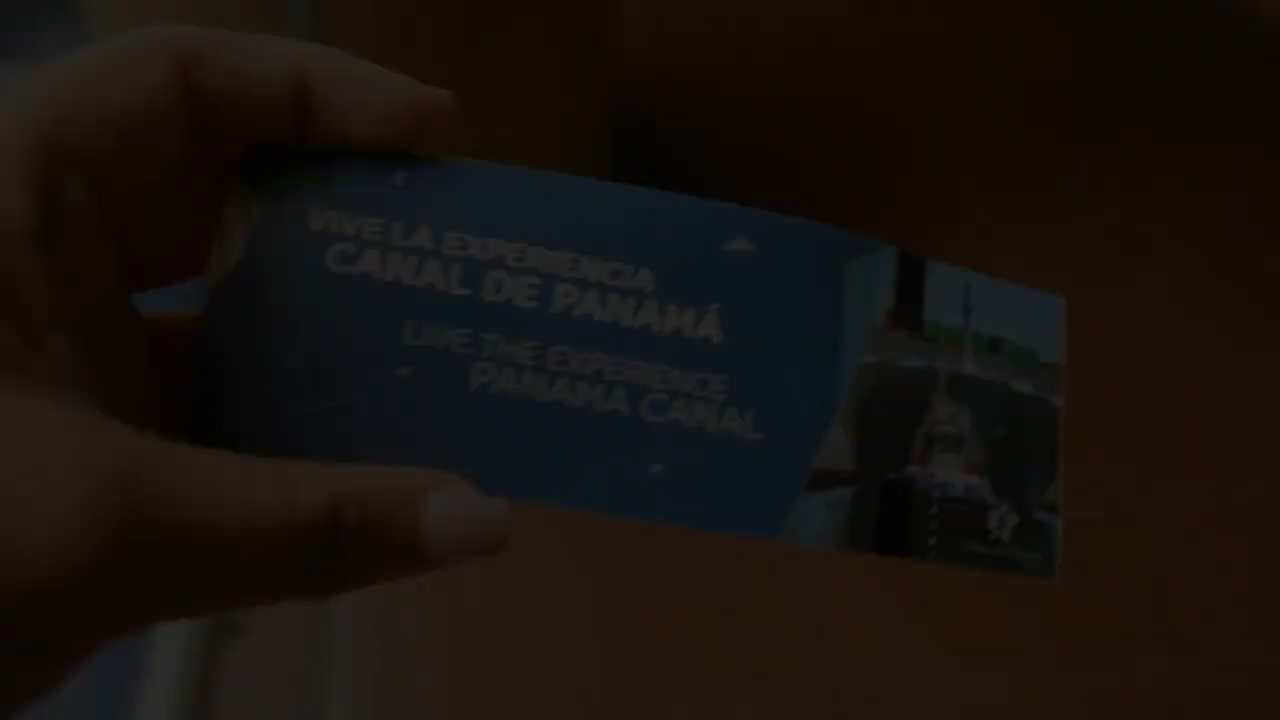 VIVE LA EXPERIENCIA
CANAL DE PANAMÁ
LIVE THE EXPERIENCE
PANAMA CANAL